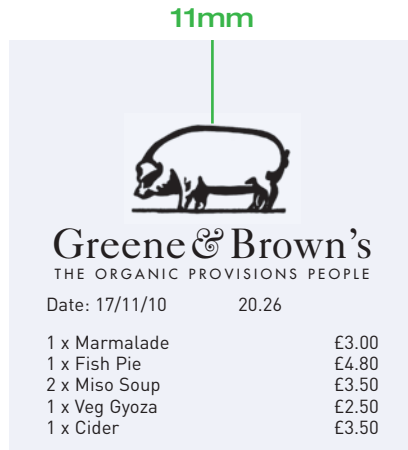 11mm
Greene & Brown's
THE ORGANIC PROVISIONS PEOPLE
Date: 17/11/10 20.26
1 x Marmalade £3.00
1 x Fish Pie £4.80
2 x Miso Soup £3.50
1 x Veg Gyoza £2.50
1 x Cider £3.50